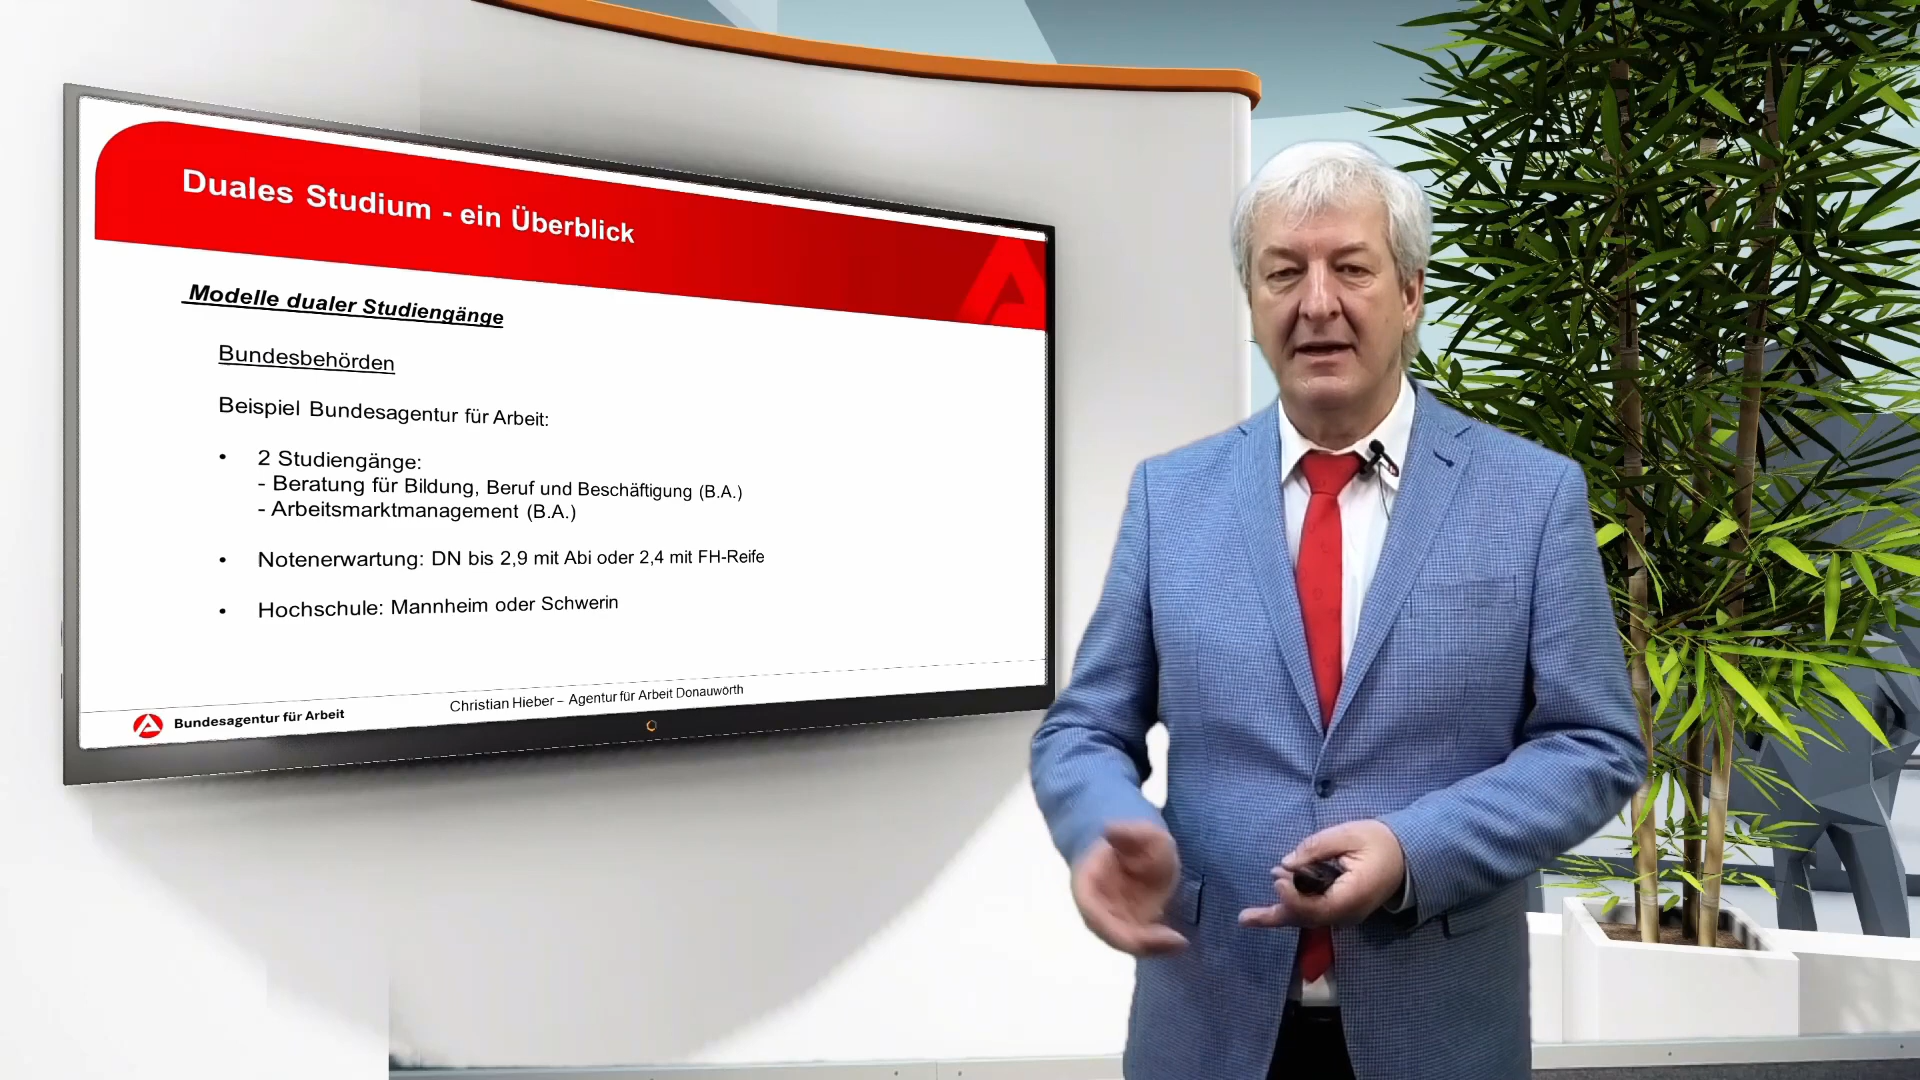 Duales Studium - ein Überblick
Modelle dualer Studiengänge
Bundesbehörden
Beispiel Bundesagentur für Arbeit:
• 2 Studiengänge:
- Beratung für Bildung, Beruf und Beschäftigung (B.A.)
- Arbeitsmarktmanagement (B.A.)
• Notenerwartung: DN bis 2,9 mit Abi oder 2,4 mit FH-Reife
• Hochschule: Mannheim oder Schwerin
Christian Hieber – Agentur für Arbeit Donauwörth
Bundesagentur für Arbeit